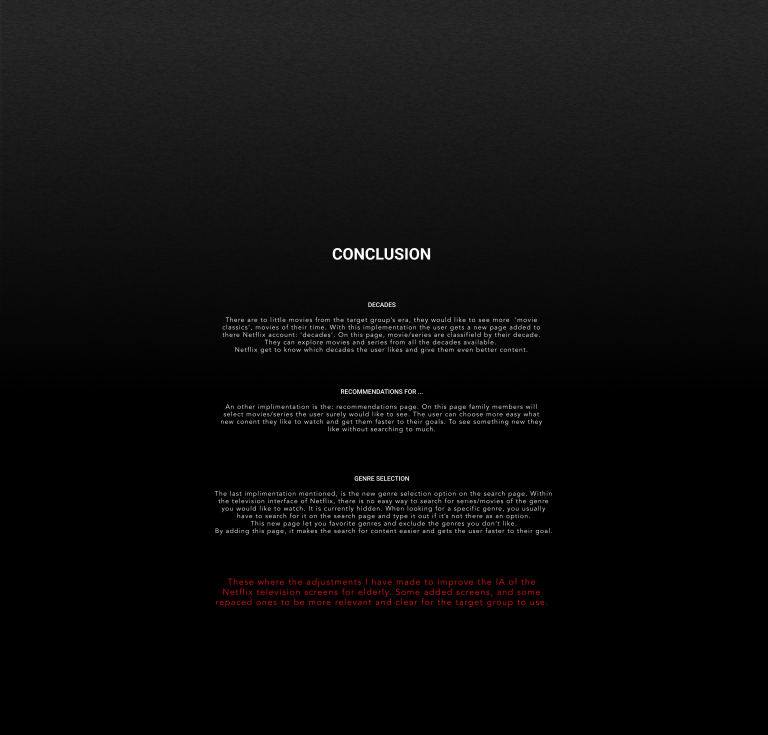 CONCLUSION
DECADES
There are to little movies from the target group's era, they would like to see more 'movie
classics', movies of their time. With this implementation the user gets a new page added to
there Netflix account: 'decades'. On this page, movie/series are classifield by their decade.
They can explore movies and series from all the decades available.
Netflix get to know which decades the user likes and give them even better content.
RECOMMENDATIONS FOR ...
An other implimentation is the: recommendations page. On this page family members will
select movies/series the user surely would like to see. The user can choose more easy what
new conent they like to watch and get them faster to their goals. To see something new they
like without searching to much.
GENRE SELECTION
The last implimentation mentioned, is the new genre selection option on the search page. Within
the television interface of Netflix, there is no easy way to search for series/movies of the genre
you would like to watch. It is currently hidden. When looking for a specific genre, you usually
have to search for it on the search page and type it out if it's not there as an option.
This new page let you favorite genres and exclude the genres you don't like.
By adding this page, it makes the search for content easier and gets the user faster to their goal.
These where the adjustments I have made to improve the IA of the
Netflix television screens for elderly. Some added screens, and some
repaced ones to be more relevant and clear for the target group to use.